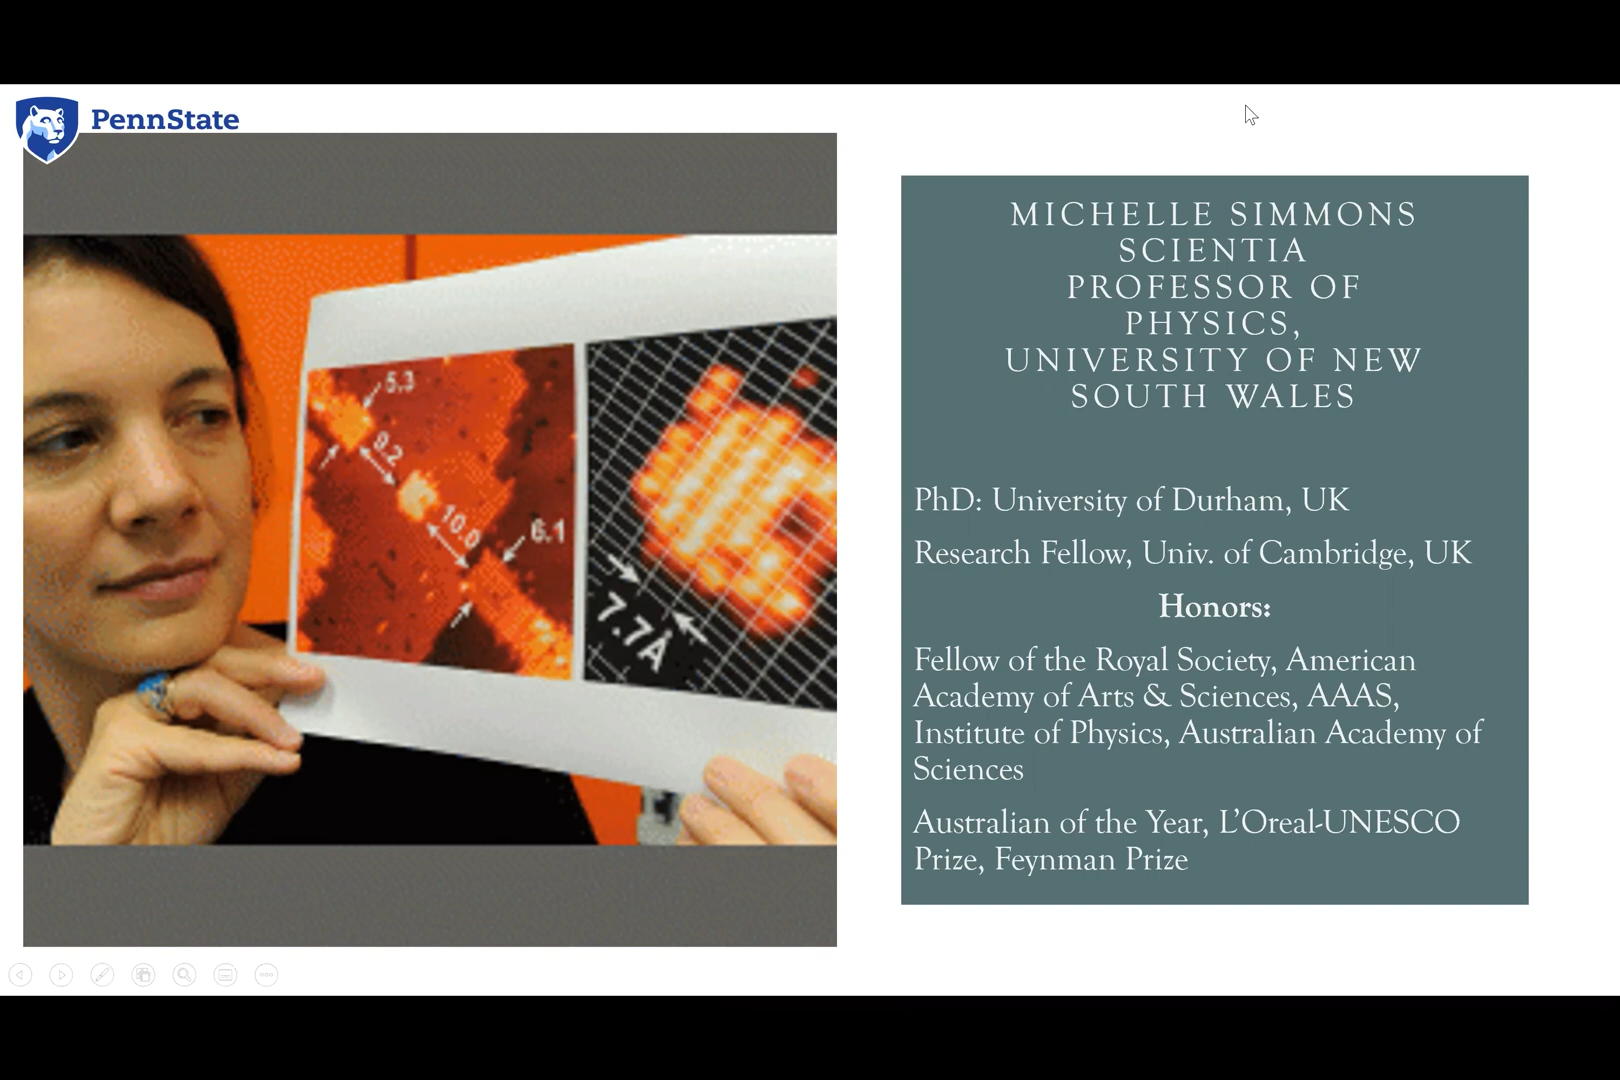 PennState
MICHELLE SIMMONS
SCIENTIA
PROFESSOR OF
PHYSICS,
UNIVERSITY OF NEW
SOUTH WALES
PhD: University of Durham, UK
Research Fellow, Univ. of Cambridge, UK
Honors:
Fellow of the Royal Society, American
Academy of Arts & Sciences, AAAS,
Institute of Physics, Australian Academy of
Sciences
Australian of the Year, L’Oreal-UNESCO
Prize, Feynman Prize
5.3
9.2
10.0
6.1
7.7Å